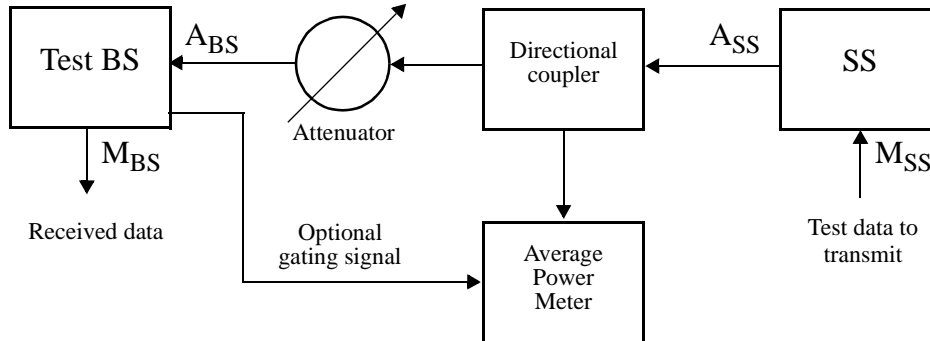 Test BS
A_BS
Attenuator
Directional
coupler
A_SS
SS
M_BS
M_SS
Received data
Optional
gating signal
Average
Power
Meter
Test data to
transmit